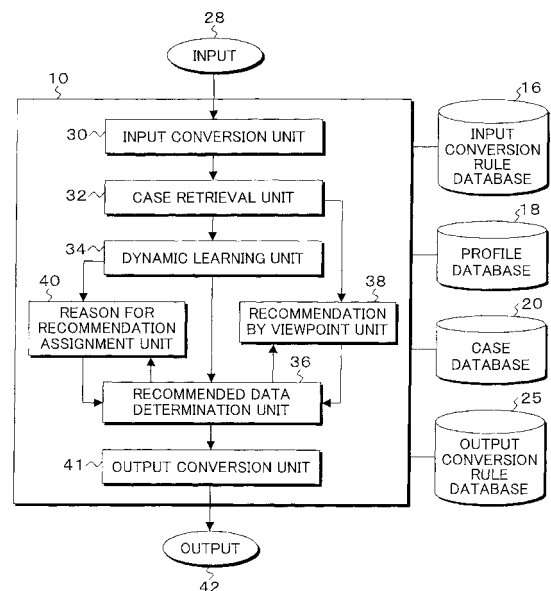 28
INPUT
10
16
INPUT
CONVERSION
RULE
DATABASE
30
INPUT CONVERSION UNIT
32
CASE RETRIEVAL UNIT
18
PROFILE
DATABASE
34
DYNAMIC LEARNING UNIT
40
REASON FOR
RECOMMENDATION
ASSIGNMENT UNIT
38
RECOMMENDATION
BY VIEWPOINT UNIT
20
CASE
DATABASE
36
RECOMMENDED DATA
DETERMINATION UNIT
25
OUTPUT
CONVERSION
RULE
DATABASE
41
OUTPUT CONVERSION UNIT
OUTPUT
42